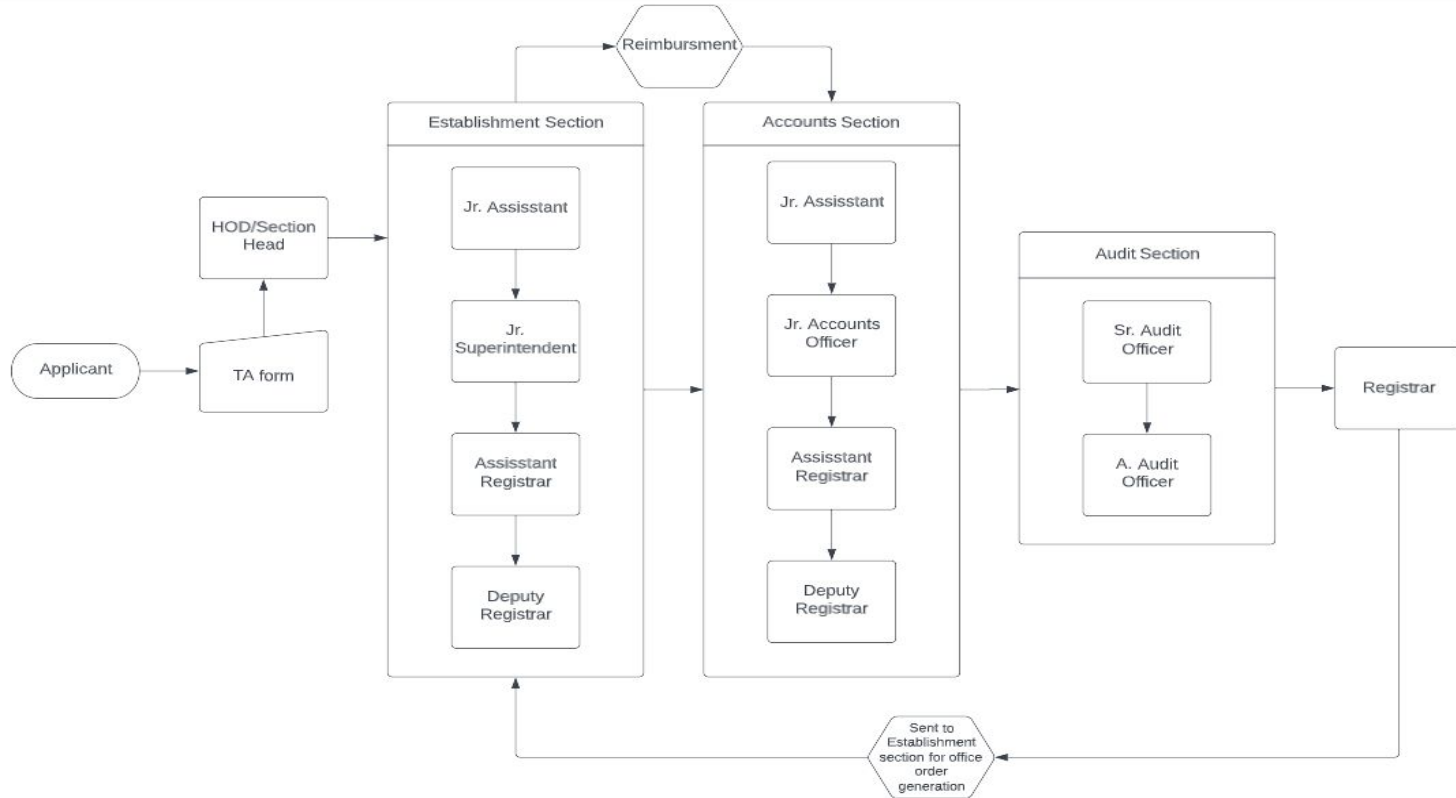 Reimbursment
Establishment Section
Accounts Section
Jr. Assisstant
Jr. Assisstant
HOD/Section
Head
Audit Section
Jr.
Superintendent
Jr. Accounts
Officer
Sr. Audit
Officer
Applicant
TA form
Registrar
Assisstant
Registrar
Assisstant
Registrar
A. Audit
Officer
Deputy
Registrar
Deputy
Registrar
Sent to
Establishment
section for office
order
generation